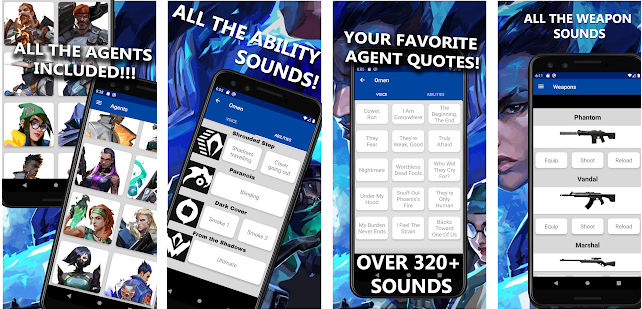 ALL THE AGENTS
INCLUDED!!!
Agents
ALL THE ABILITY
SOUNDS!
Omen
VOICE
ABILITIES
Shrouded Step
Shadows
travelling
Cover
going out
Paranoia
Blinding
Dark Cover
Smoke 1
Smoke 2
From the Shadows
Ultimate
YOUR FAVORITE
AGENT QUOTES!
Omen
VOICE
ABILITIES
Cower,
Run
I Am
Everywhere
The
Beginning,
The End
They
Fear
They're
Weak, Good
Truly
Afraid
Nightmare
Worthless
Dead Fools
Who Will
They Cry
For?
Under My
Hood
Snuff Out
Phoenix's
Fire
They're
Only
Human
My Burden
Never Ends
I Feel The
Strain
Backs
Toward
One Of Us
OVER 320+
SOUNDS
ALL THE WEAPON
SOUNDS
6:11
Weapons
Phantom
Equip
Shoot
Reload
Vandal
Equip
Shoot
Reload
Marshal